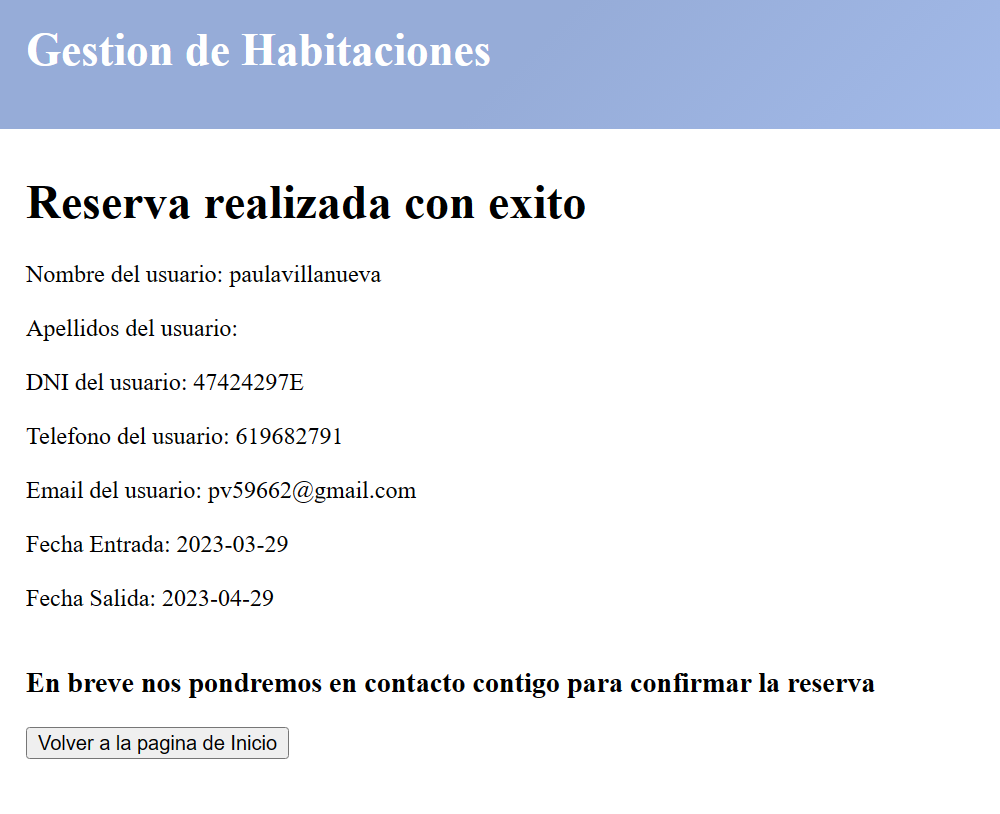 Gestion de Habitaciones
Reserva realizada con exito
Nombre del usuario: paulavillanueva
Apellidos del usuario:
DNI del usuario: 47424297E
Telefono del usuario: 619682791
Email del usuario: pv59662@gmail.com
Fecha Entrada: 2023-03-29
Fecha Salida: 2023-04-29
En breve nos pondremos en contacto contigo para confirmar la reserva
Volver a la pagina de Inicio